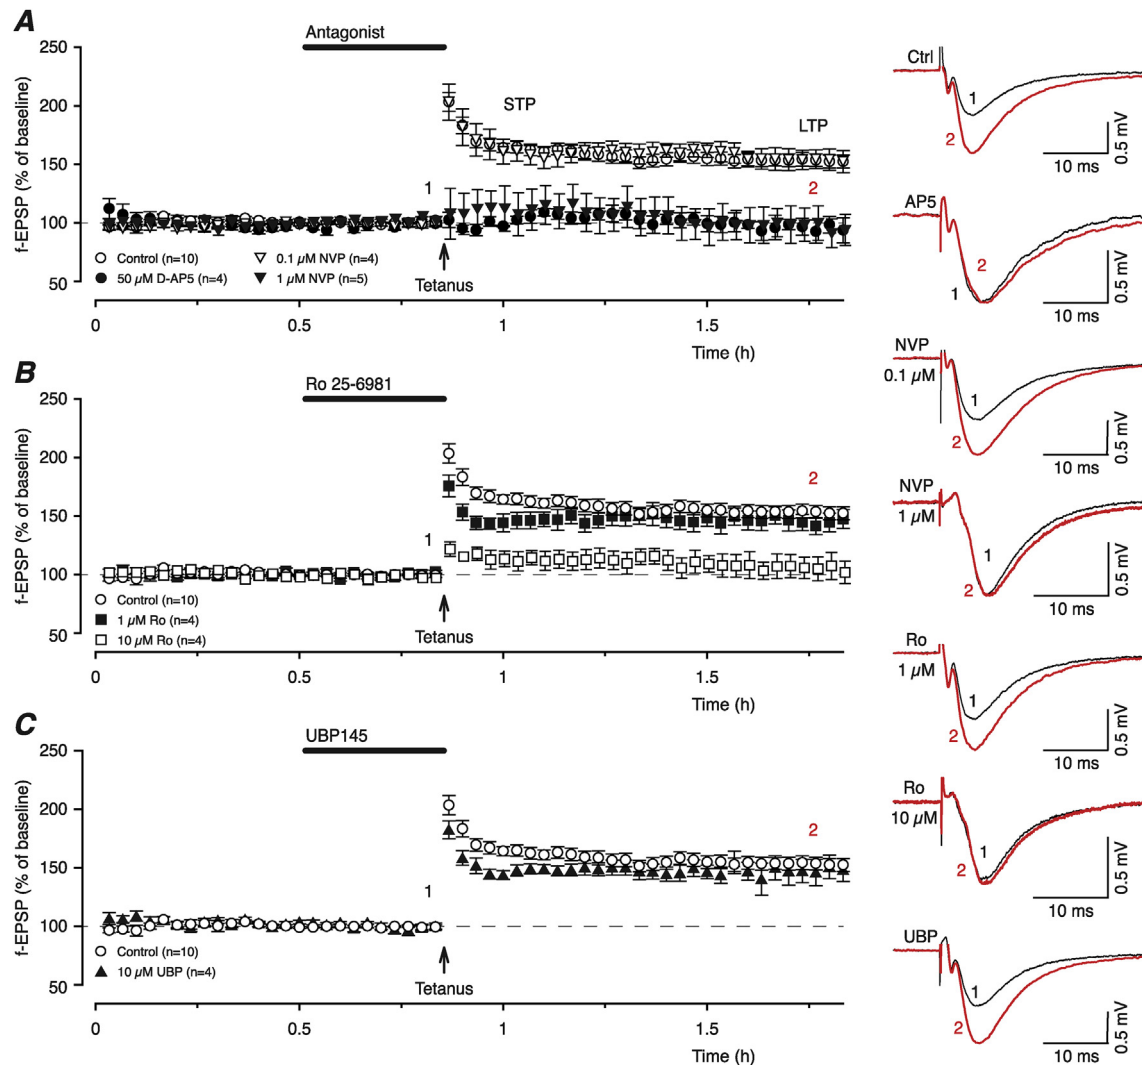 A
Antagonist
250
200
150
100
50
f-EPSP (% of baseline)
STP
LTP
1
2
Control (n=10)
0.1 µM NVP (n=4)
50 µM D-AP5 (n=4)
1 µM NVP (n=5)
Tetanus
0
0.5
1
1.5
Time (h)
B
Ro 25-6981
250
200
150
100
50
f-EPSP (% of baseline)
1
2
Control (n=10)
1 µM Ro (n=4)
10 µM Ro (n=4)
Tetanus
0
0.5
1
1.5
Time (h)
C
UBP145
250
200
150
100
50
f-EPSP (% of baseline)
1
2
Control (n=10)
10 µM UBP (n=4)
Tetanus
0
0.5
1
1.5
Time (h)
Ctrl
1
2
0.5 mV
10 ms
AP5
2
1
0.5 mV
10 ms
NVP
0.1 µM
1
2
0.5 mV
10 ms
NVP
1 µM
1
2
0.5 mV
10 ms
Ro
1 µM
1
2
0.5 mV
10 ms
Ro
10 µM
1
2
0.5 mV
10 ms
UBP
1
2
0.5 mV
10 ms